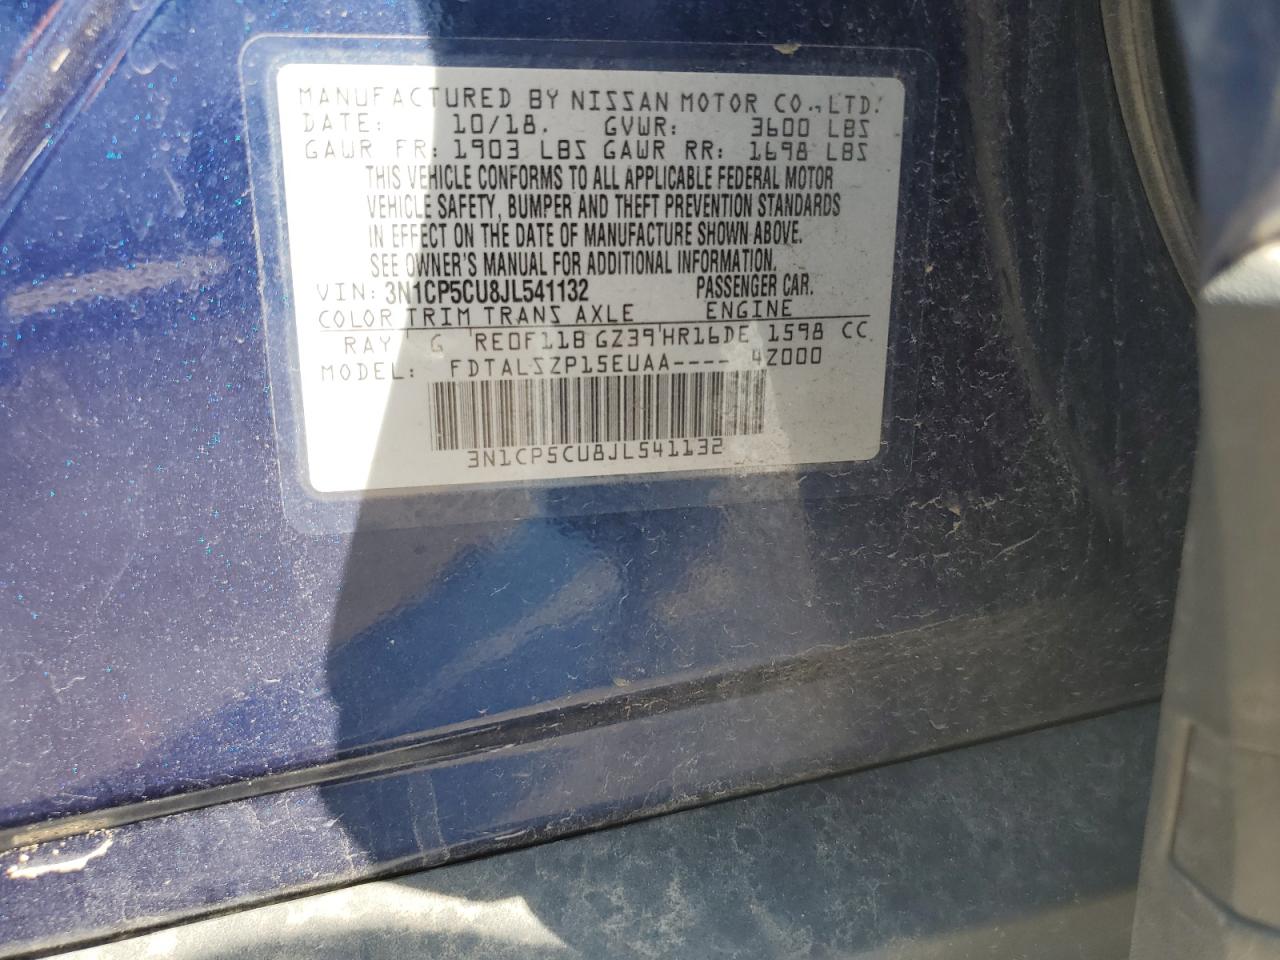 MANUFACTURED BY NISSAN MOTOR CO.,LTD.
DATE: 10/18. GVWR: 3600 LBS
GAWR FR: 1903 LBS GAWR RR: 1698 LBS
THIS VEHICLE CONFORMS TO ALL APPLICABLE FEDERAL MOTOR
VEHICLE SAFETY, BUMPER AND THEFT PREVENTION STANDARDS
IN EFFECT ON THE DATE OF MANUFACTURE SHOWN ABOVE.
SEE OWNER'S MANUAL FOR ADDITIONAL INFORMATION.
VIN: 3N1CP5CU8JL541132 PASSENGER CAR.
COLOR TRIM TRANS AXLE ENGINE
RAY G RE0F11B GZ39 HR16DE 1598 CC
MODEL: FDTALSZP15EUAA---- 4Z000
3N1CP5CU8JL541132